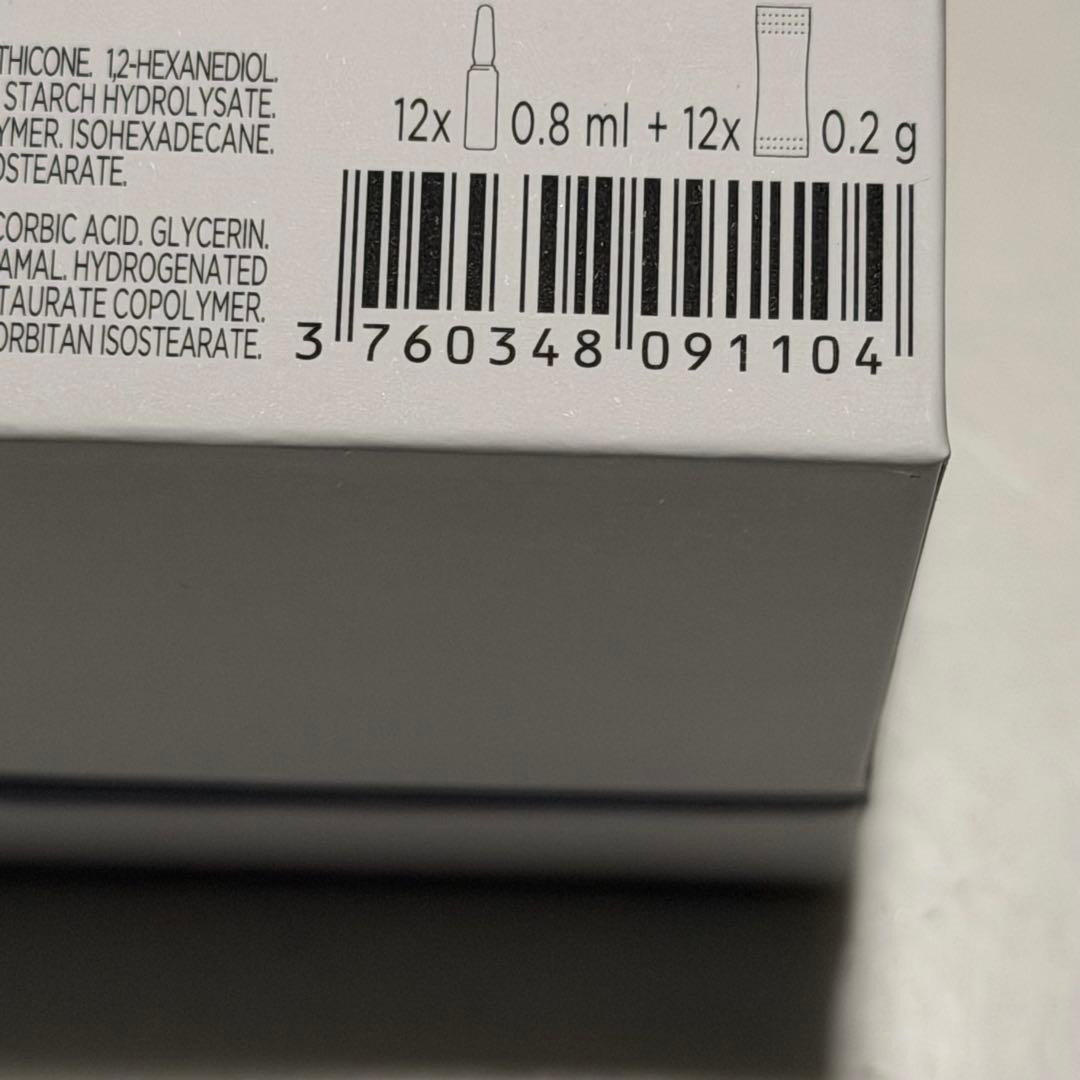 THICONE. 1,2-HEXANEDIOL.
STARCH HYDROLYSATE.
YMER. ISOHEXADECANE.
OSTEARATE.
CORBIC ACID. GLYCERIN.
AMAL. HYDROGENATED
TAURATE COPOLYMER.
ORBITAN ISOSTEARATE.
12x 0.8 ml + 12x 0.2 g
3 760348 091104